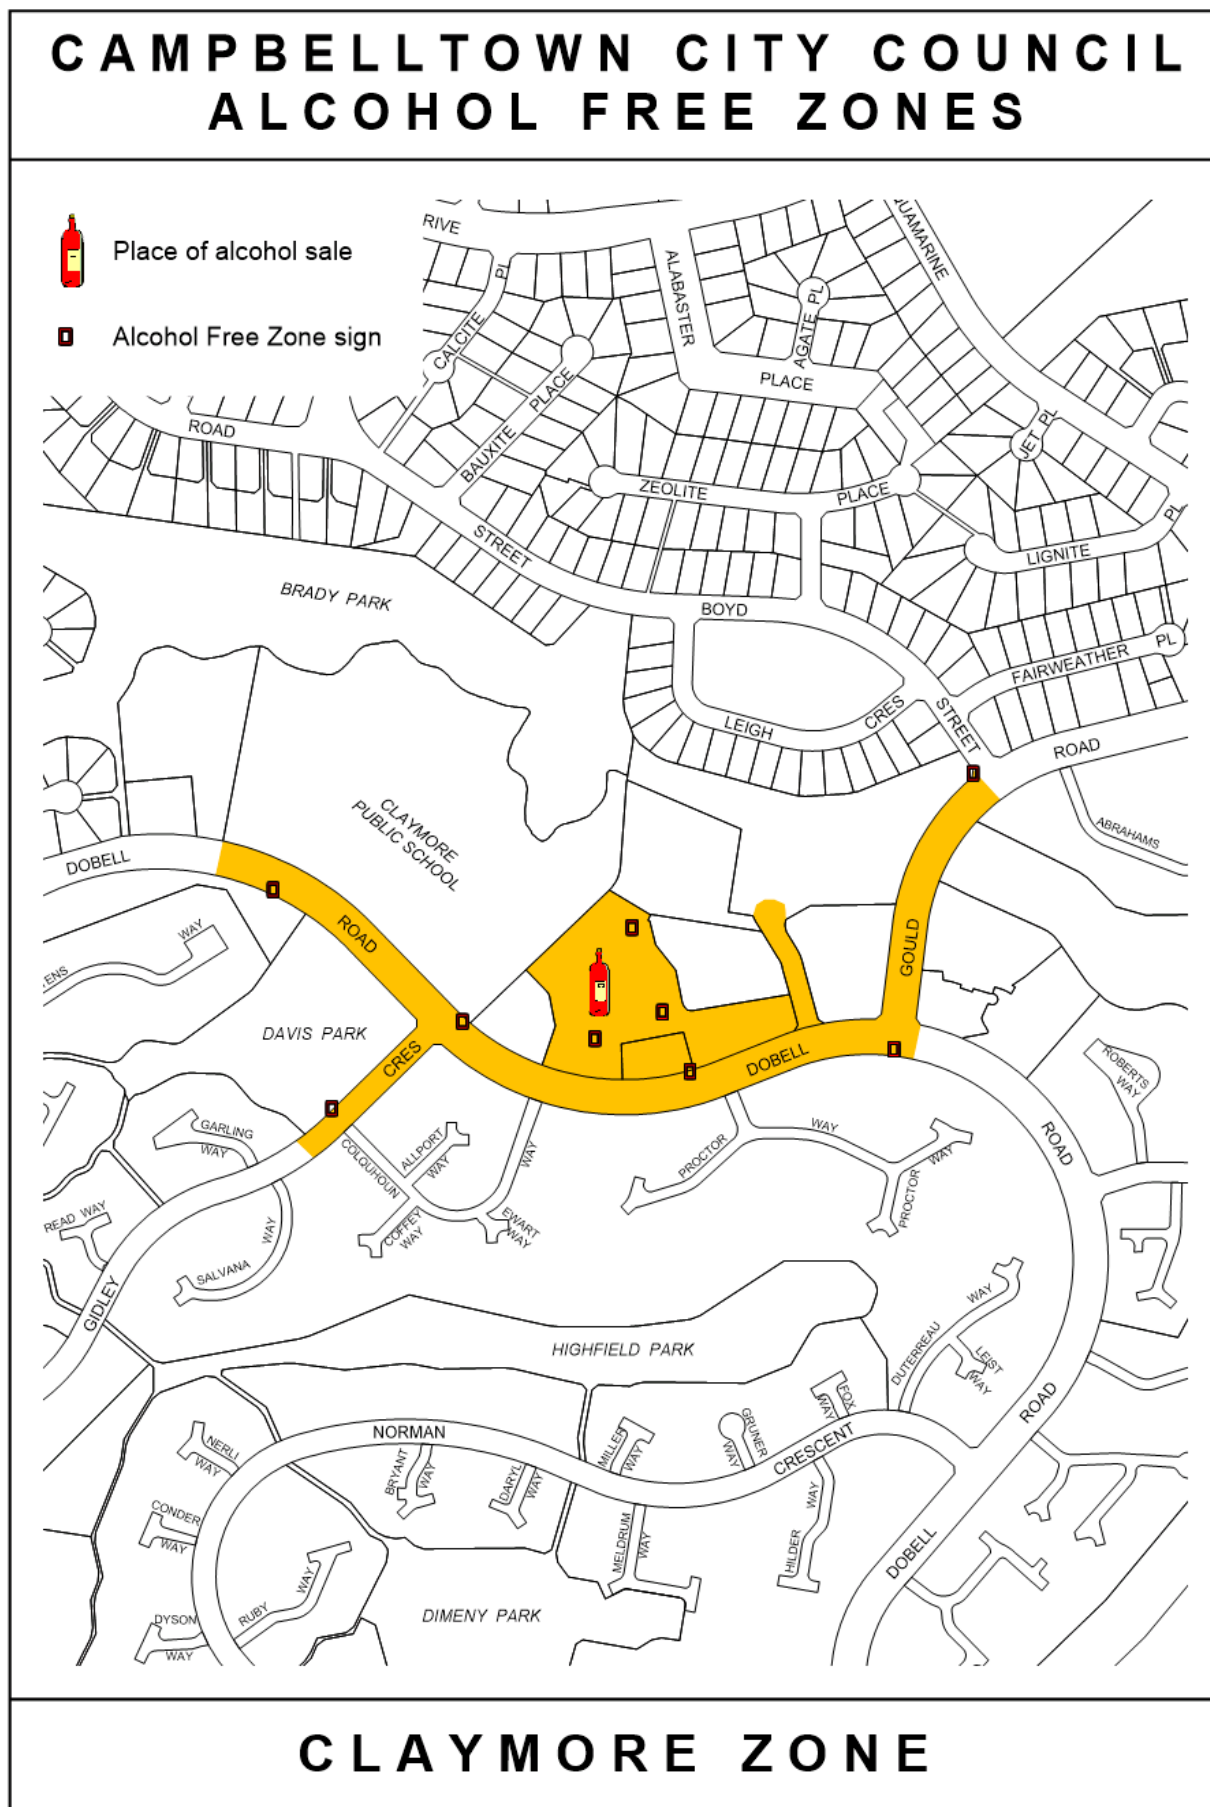 CAMPBELLTOWN CITY COUNCIL
ALCOHOL FREE ZONES
Place of alcohol sale
Alcohol Free Zone sign
RIVE
PL
CALCITE
ALABASTER
AGATE PL
PLACE
QUAMARINE
JET PL
ROAD
BAUXITE PLACE
ZEOLITE
PLACE
PL
LIGNITE
STREET
BRADY PARK
BOYD
FAIRWEATHER PL
LEIGH
CRES
STREET
ROAD
ABRAHAMS
CLAYMORE
PUBLIC SCHOOL
DOBELL
ROAD
WAY
ENS
GOULD
DAVIS PARK
CRES
DOBELL
ROBERTS
WAY
ROAD
GARLING
WAY
COLQUHOUN
ALLPORT
WAY
WAY
PROCTOR
WAY
WAY
PROCTOR
READ WAY
COFFEY
WAY
EWART
WAY
SALVANA
WAY
GIDLEY
HIGHFIELD PARK
DUTERREAU
WAY
LEIST
WAY
ROAD
NORMAN
CRESCENT
NERLI
WAY
BRYANT
WAY
DARYL
WAY
MILLER
WAY
GRUNER
WAY
FOX
WAY
CONDER
WAY
MELDRUM
WAY
HILDER
WAY
DOBELL
DYSON
WAY
RUBY
WAY
DIMENY PARK
CLAYMORE ZONE